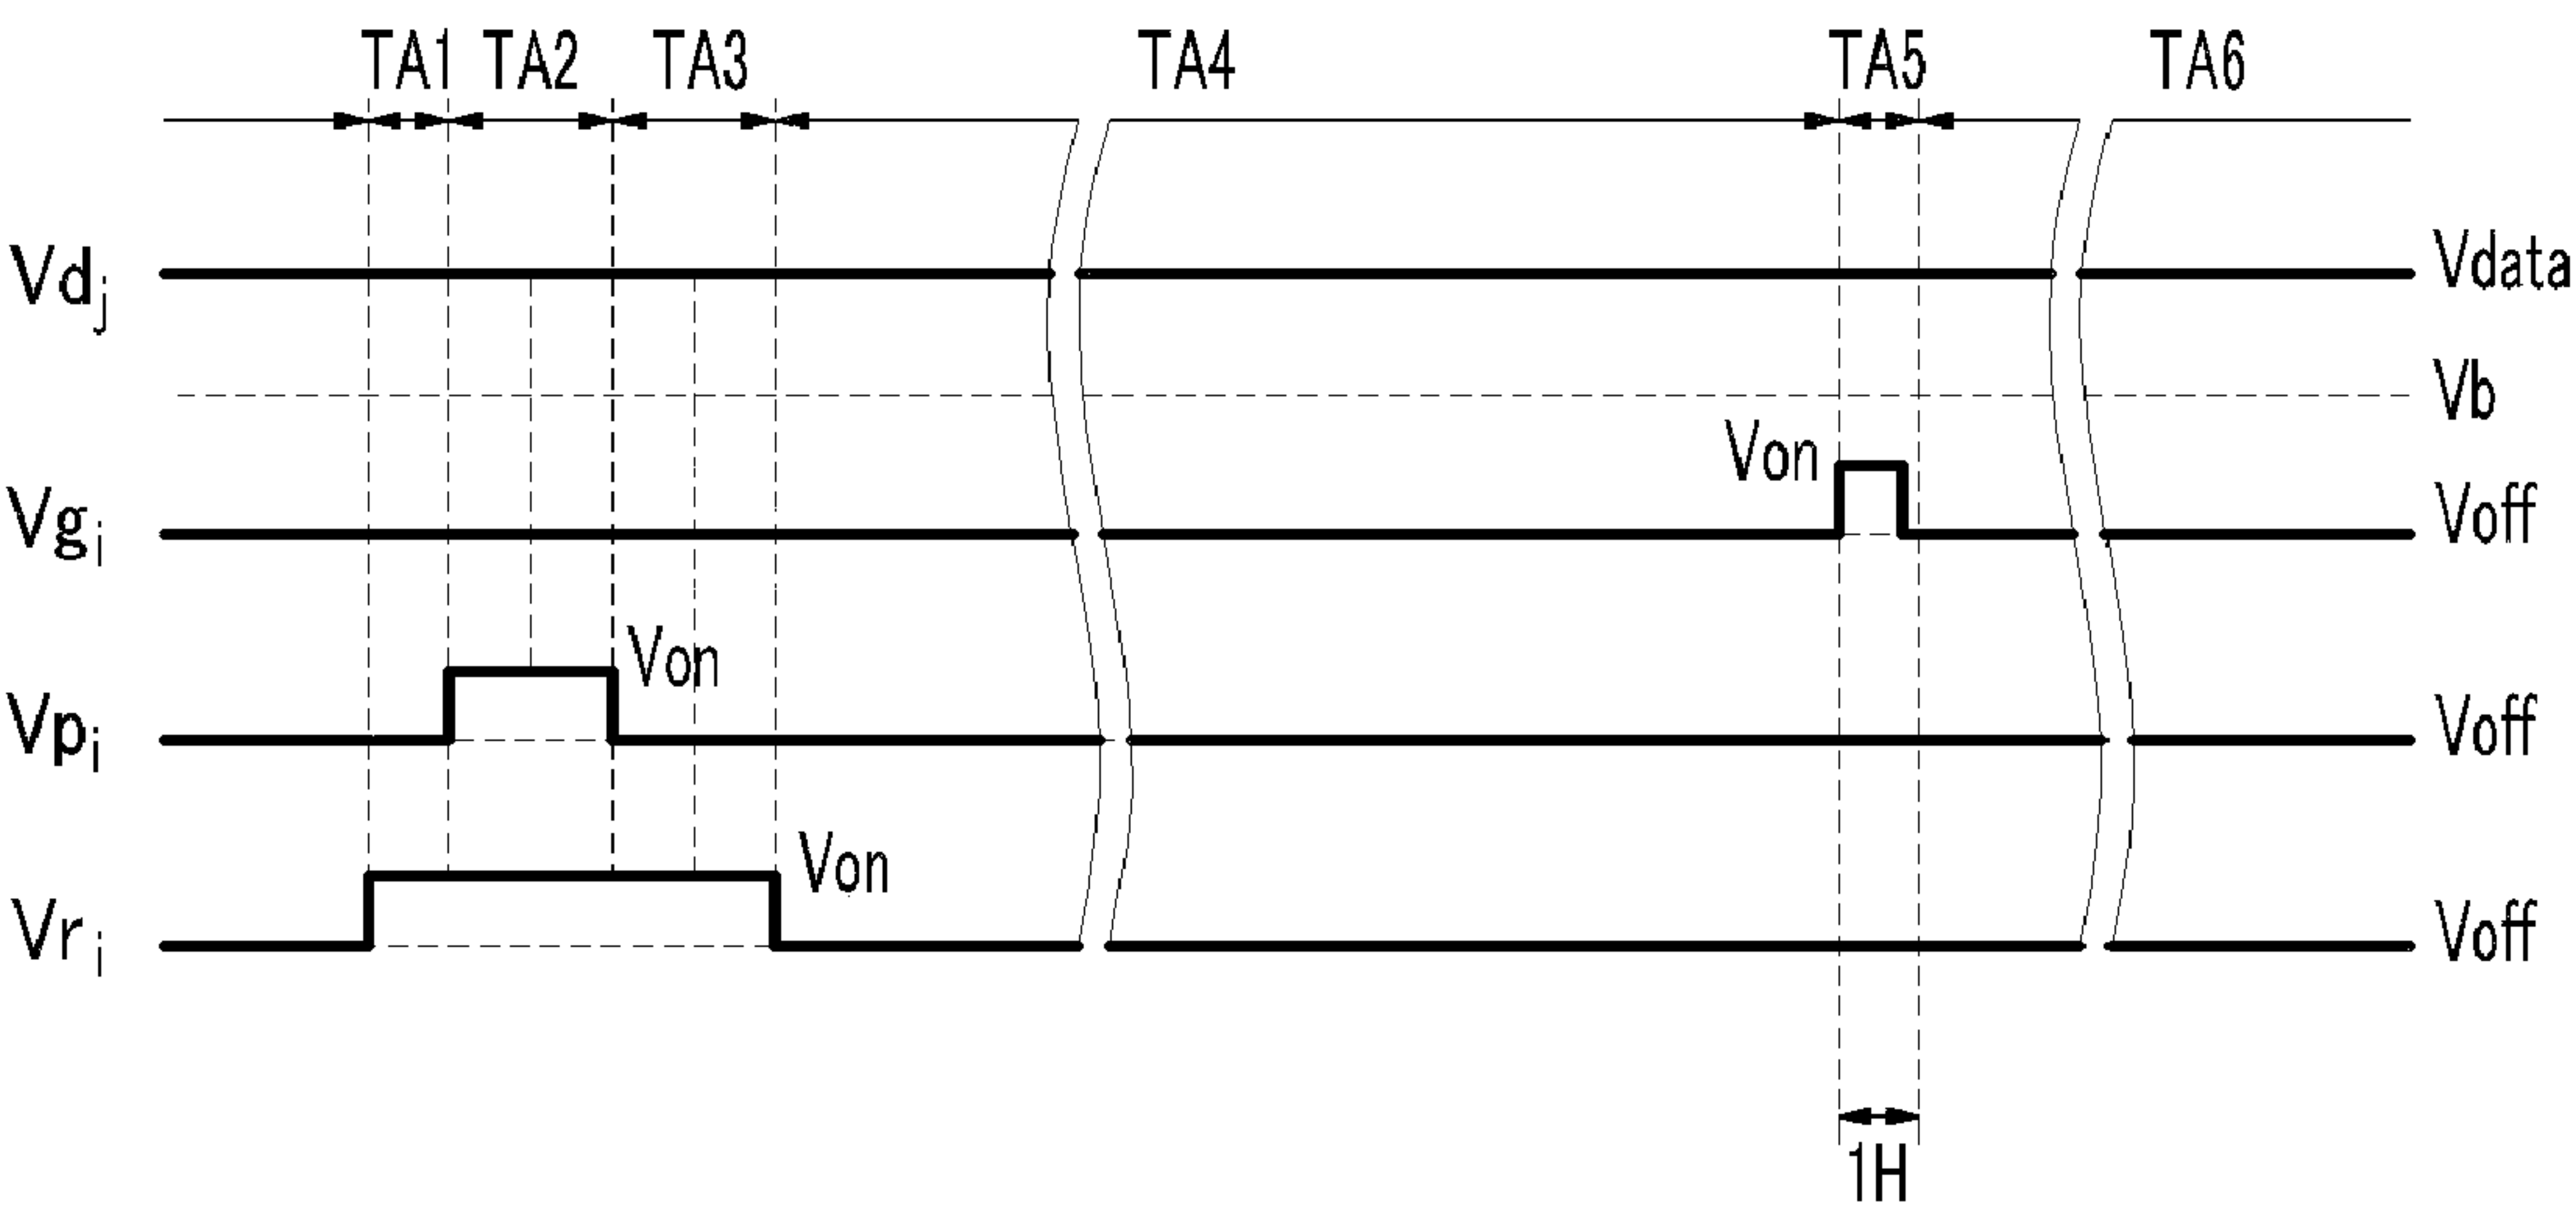 TA1 TA2 TA3 TA4 TA5 TA6
Vdj Vdata
Vb
Von
Vgi Voff
Von
Vpi Voff
Von
Vri Voff
1H